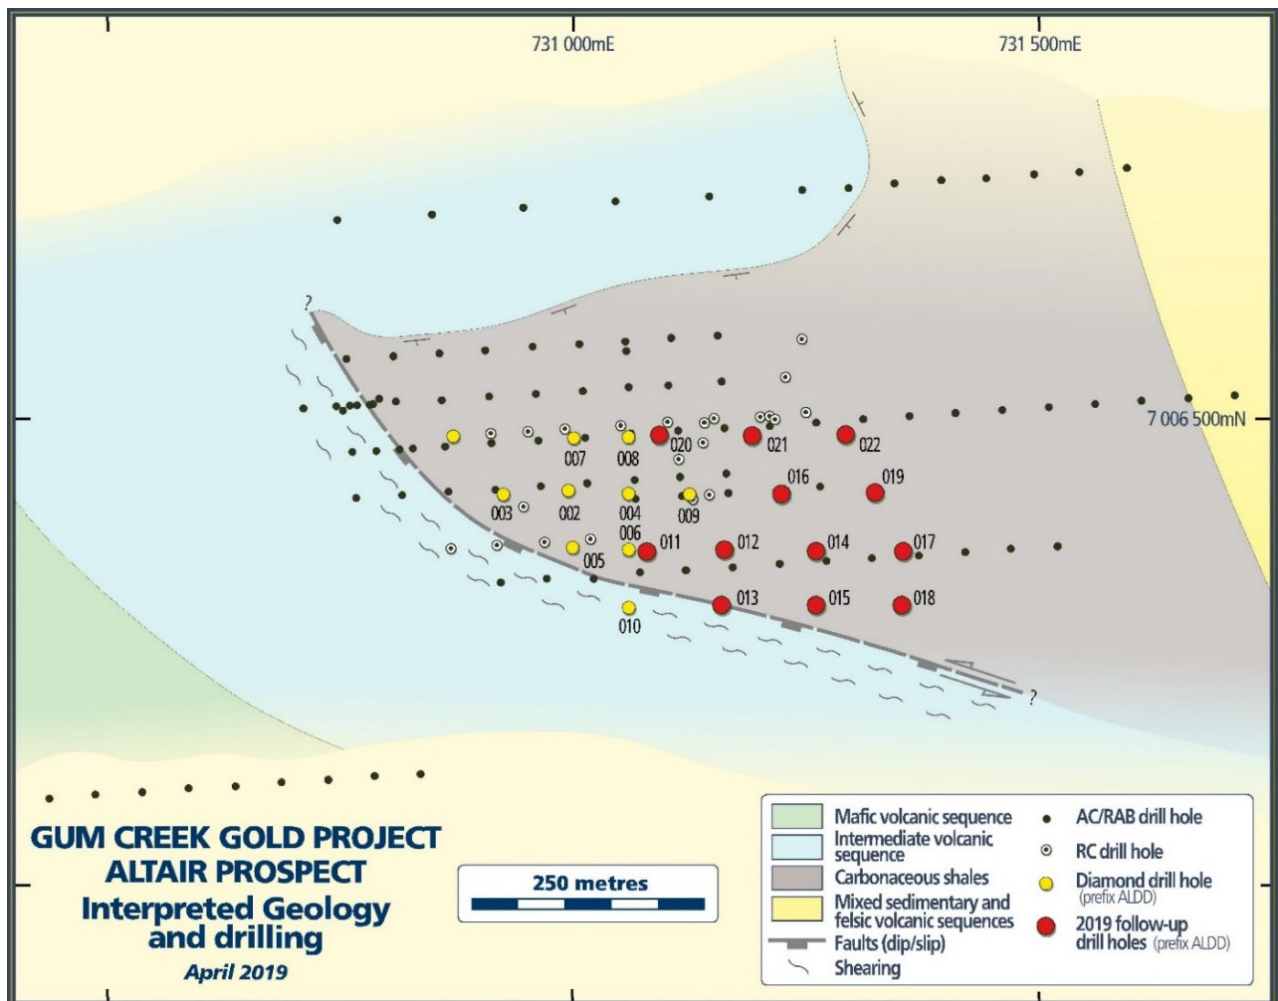 731 000mE
731 500mE
?
7 006 500mN
020
021
022
007
008
016
019
003
002
004
009
006
011
012
014
017
005
013
015
018
010
?
GUM CREEK GOLD PROJECT
ALTAIR PROSPECT
Interpreted Geology
and drilling
April 2019
250 metres
Mafic volcanic sequence
Intermediate volcanic
sequence
Carbonaceous shales
Mixed sedimentary and
felsic volcanic sequences
Faults (dip/slip)
Shearing
AC/RAB drill hole
RC drill hole
Diamond drill hole
(prefix ALDD)
2019 follow-up
drill holes (prefix ALDD)